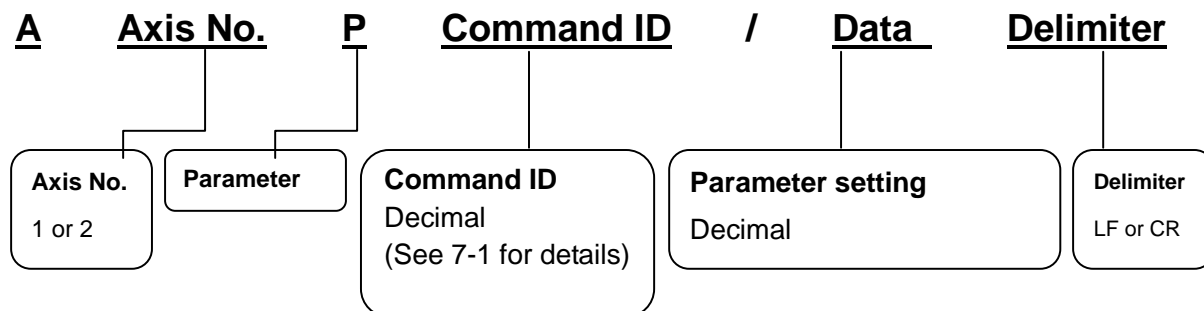 A Axis No. P Command ID / Data Delimiter
Axis No.
1 or 2
Parameter
Command ID
Decimal
(See 7-1 for details)
Parameter setting
Decimal
Delimiter
LF or CR